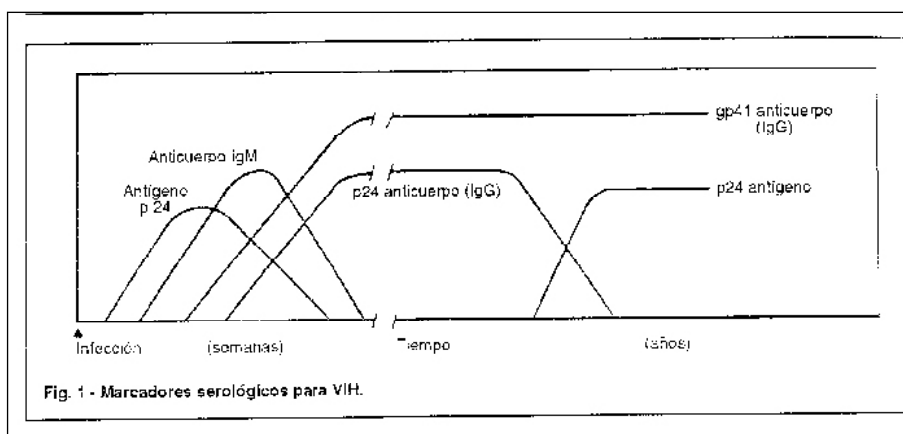 gp41 anticuerpo
(IgG)
Anticuerpo igM
Antígeno
p 24
p24 anticuerpo (IgG)
p24 antígeno
Infección (semanas) Tiempo (años)
Fig. 1 - Marcadores serológicos para VIH.